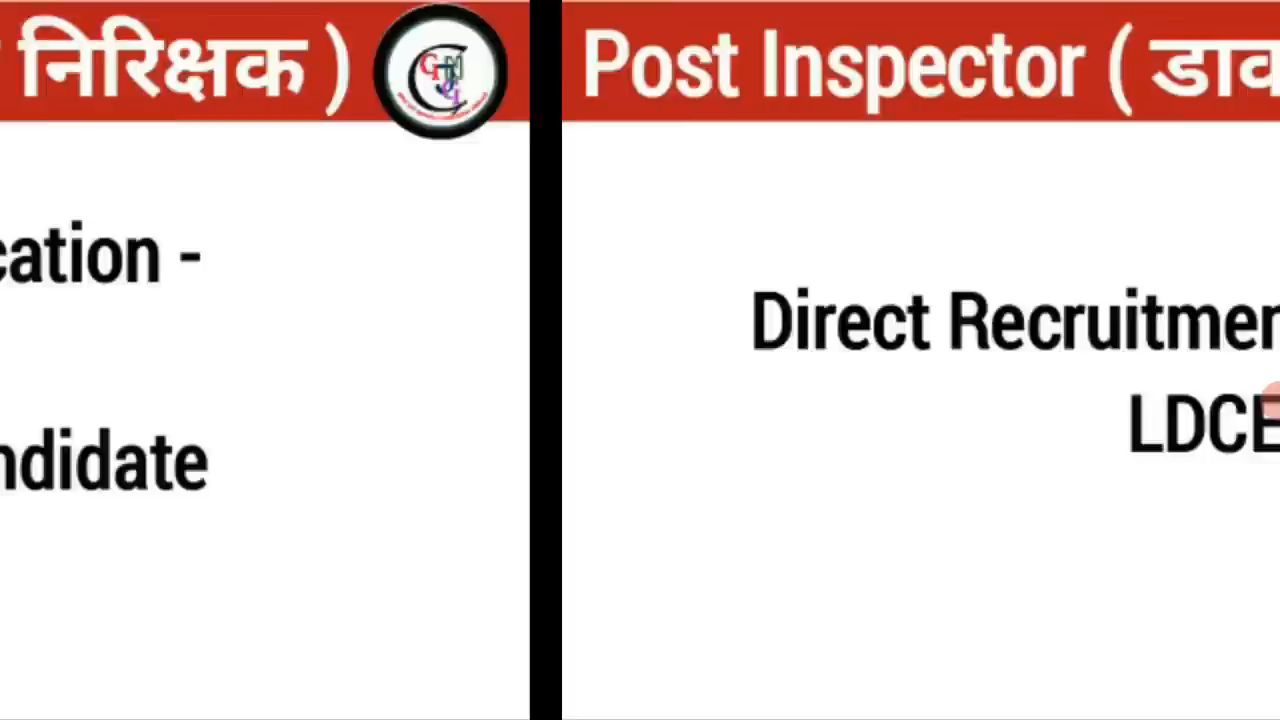 निरिक्षक )
cation -
ndidate
Post Inspector ( डाव
Direct Recruitmen
LDCE